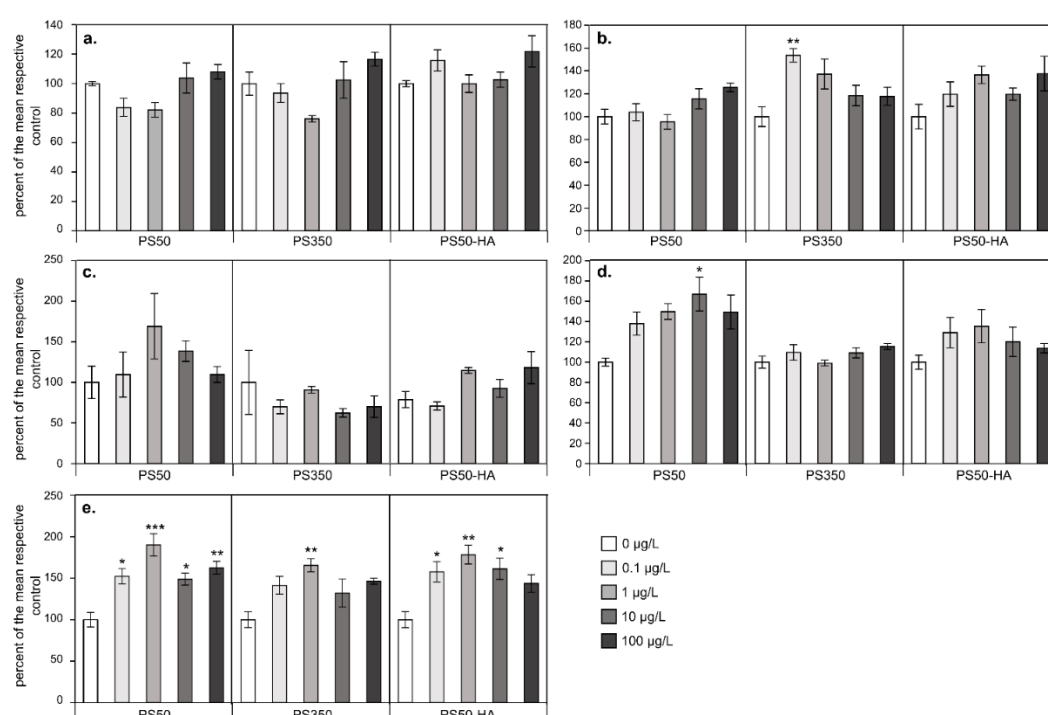 percent of the mean respective
control
a.
140
120
100
80
60
40
20
0
PS50 PS350 PS50-HA
b.
180
160
140
120
100
80
60
40
20
0
**
PS50 PS350 PS50-HA
percent of the mean respective
control
c.
250
200
150
100
50
0
PS50 PS350 PS50-HA
d.
200
180
160
140
120
100
80
60
40
20
0
*
PS50 PS350 PS50-HA
percent of the mean respective
control
e.
250
200
150
100
50
0
* *** * **
**
* ** *
PS50 PS350 PS50-HA
0 µg/L
0.1 µg/L
1 µg/L
10 µg/L
100 µg/L